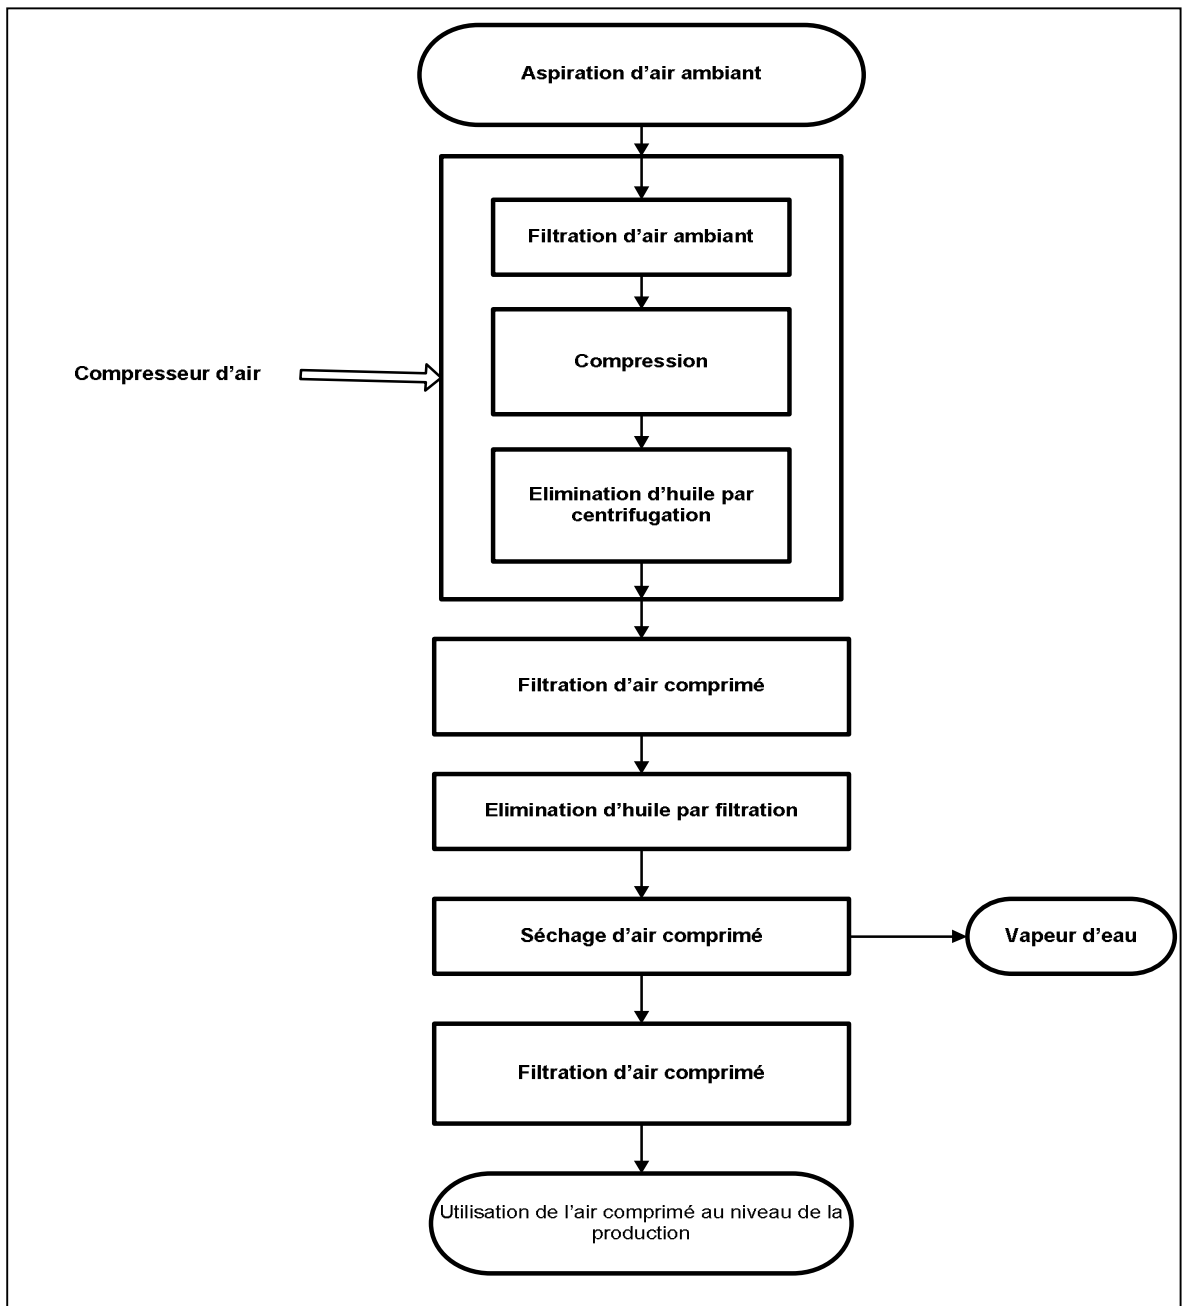 Aspiration d’air ambiant
Filtration d’air ambiant
Compresseur d’air
Compression
Elimination d’huile par
centrifugation
Filtration d’air comprimé
Elimination d’huile par filtration
Séchage d’air comprimé
Vapeur d’eau
Filtration d’air comprimé
Utilisation de l’air comprimé au niveau de la
production